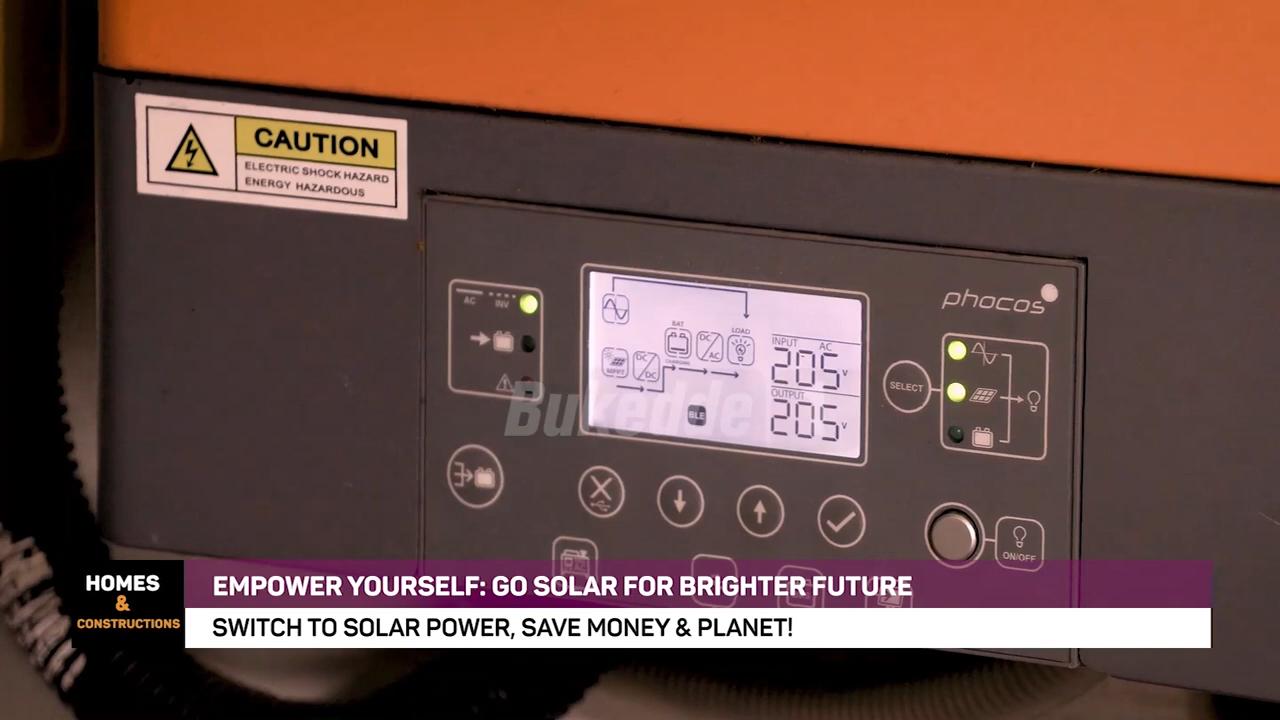 CAUTION
ELECTRIC SHOCK HAZARD
ENERGY HAZARDOUS
AC INV
phocos
BAT
LOAD
DC
AC
MPPT
DC
DC
CHARGING
BLE
INPUT AC
205v
OUTPUT
205v
SELECT
ON/OFF
Bukedde
HOMES
&
CONSTRUCTIONS
EMPOWER YOURSELF: GO SOLAR FOR BRIGHTER FUTURE
SWITCH TO SOLAR POWER, SAVE MONEY & PLANET!